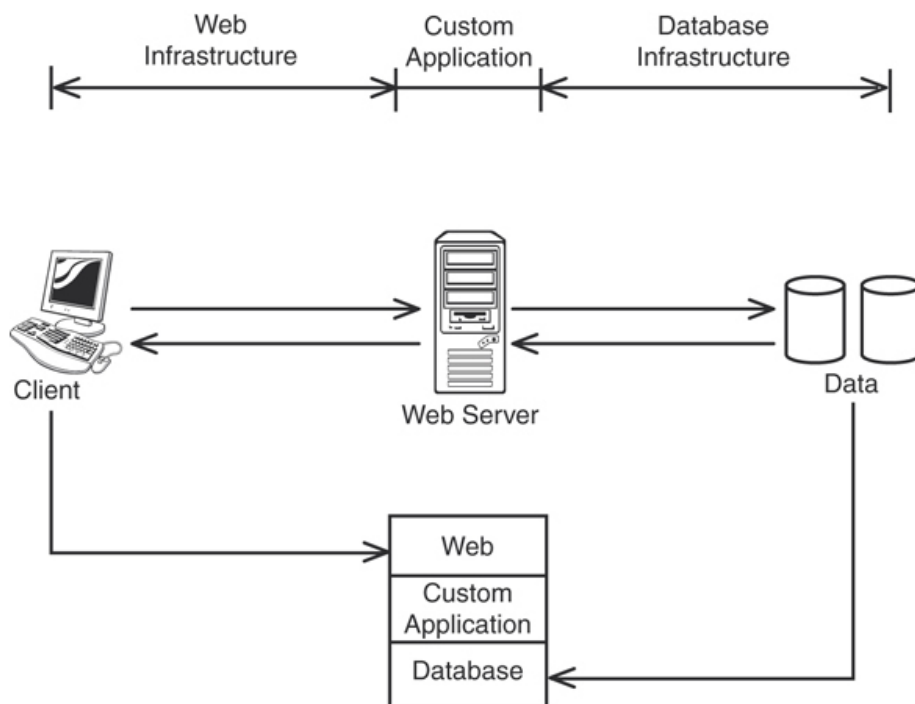 Web
Infrastructure
Custom
Application
Database
Infrastructure
Client
Web Server
Data
Web
Custom
Application
Database